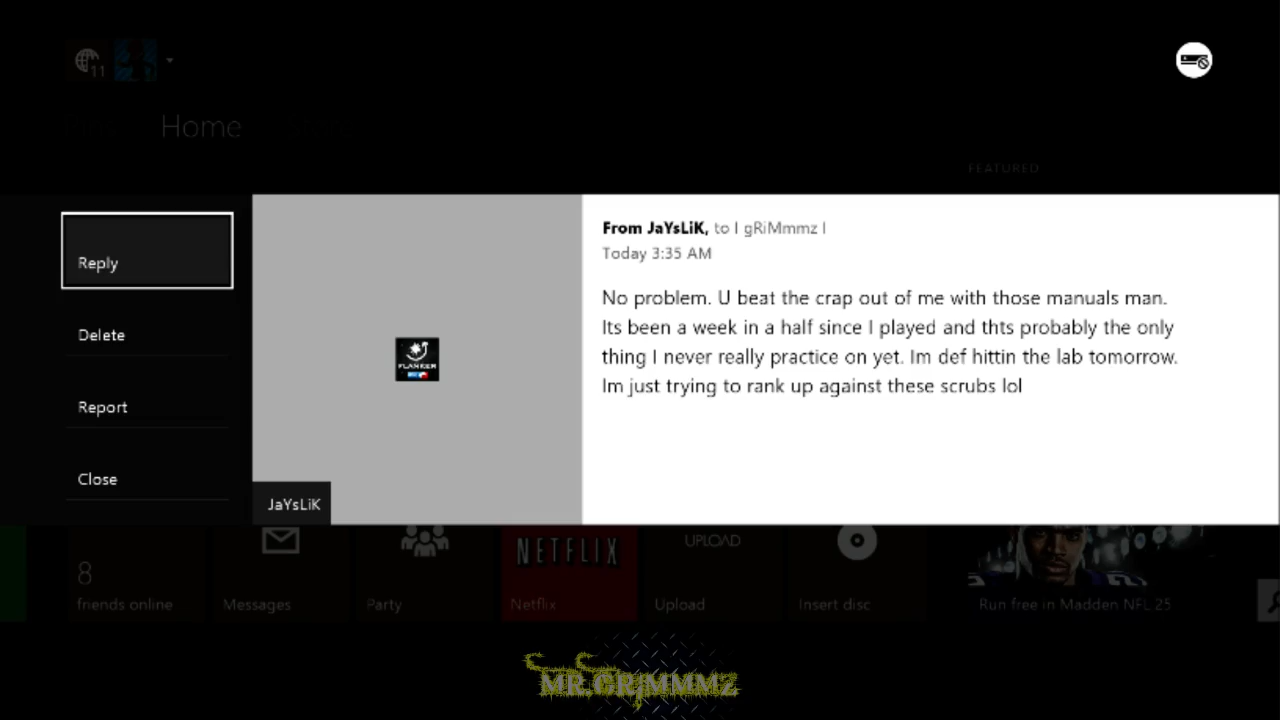 11
Home
Store
FEATURED
Reply
Delete
Report
Close
FLANKER
JaYsLiK
From JaYsLiK, to I gRiMmmz I
Today 3:35 AM
No problem. U beat the crap out of me with those manuals man.
Its been a week in a half since I played and thts probably the only
thing I never really practice on yet. Im def hittin the lab tomorrow.
Im just trying to rank up against these scrubs lol
8
friends online
Messages
Party
NETFLIX
Netflix
UPLOAD
Upload
Insert disc
Run free in Madden NFL 25
MR.GRiMMMZ